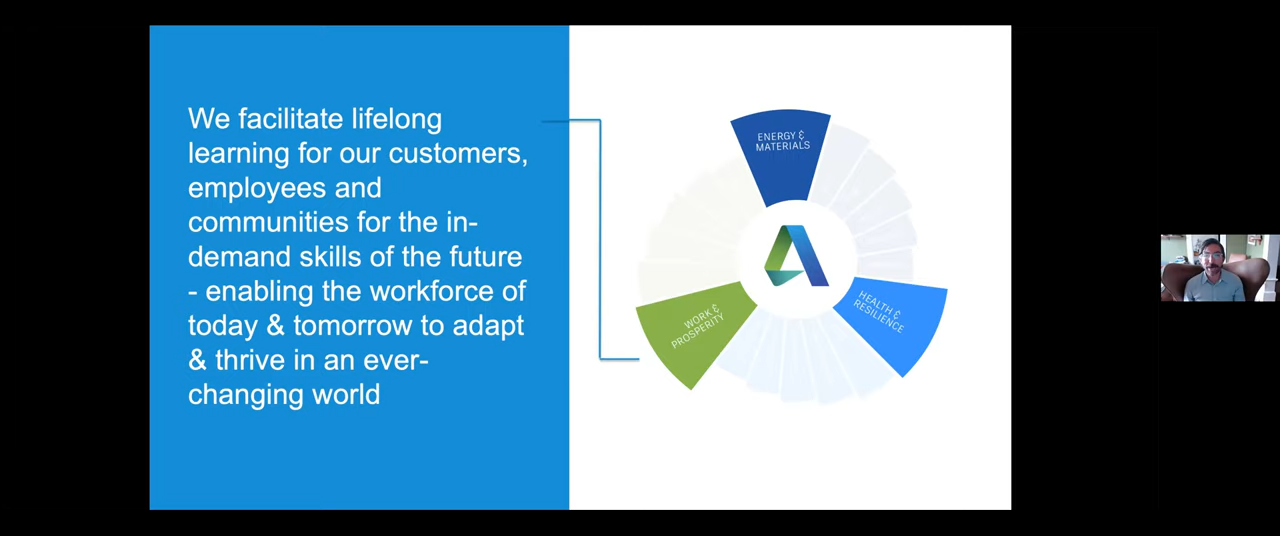 We facilitate lifelong
learning for our customers,
employees and
communities for the in-
demand skills of the future
- enabling the workforce of
today & tomorrow to adapt
& thrive in an ever-
changing world
ENERGY &
MATERIALS
WORK &
PROSPERITY
HEALTH &
RESILIENCE